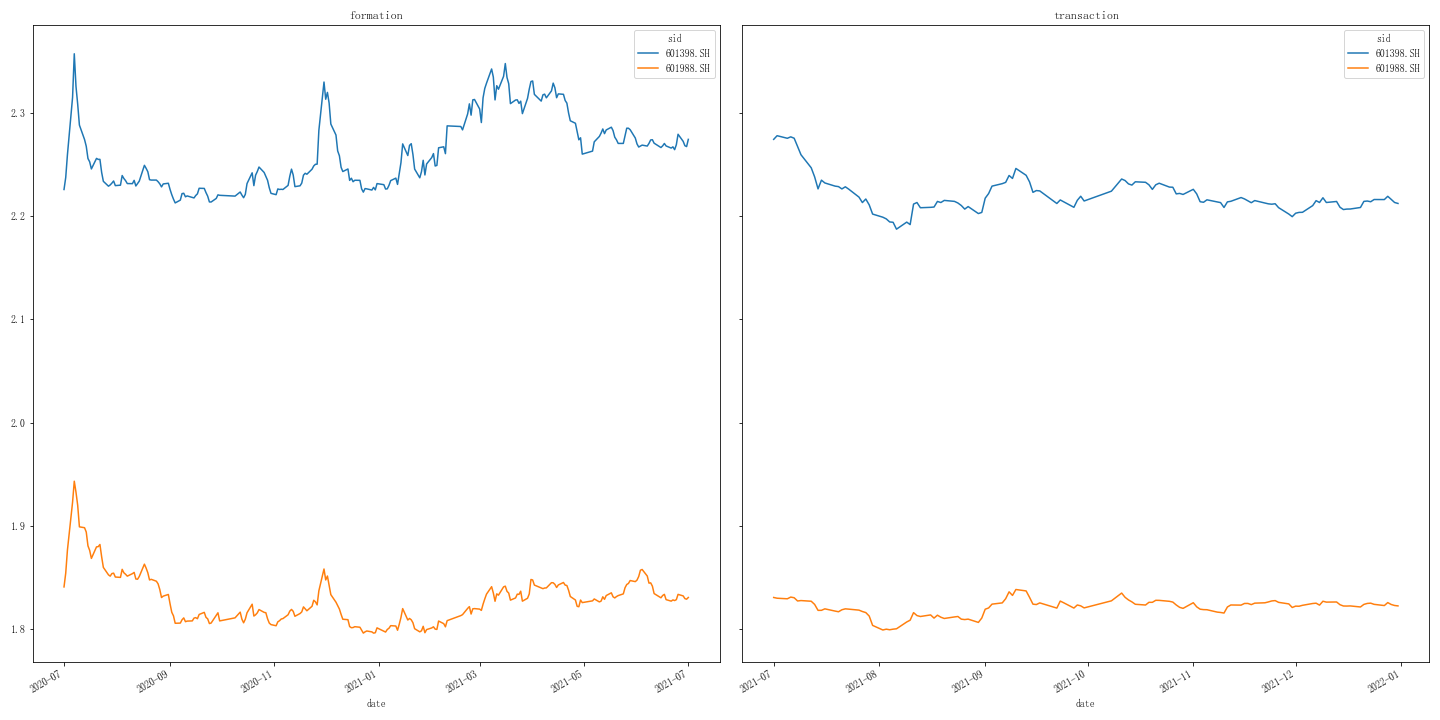 formation
sid
601398.SH
601988.SH
2.3
2.2
2.1
2.0
1.9
1.8
2020-07
2020-09
2020-11
2021-01
2021-03
2021-05
2021-07
date
transaction
sid
601398.SH
601988.SH
2021-07
2021-08
2021-09
2021-10
2021-11
2021-12
2022-01
date